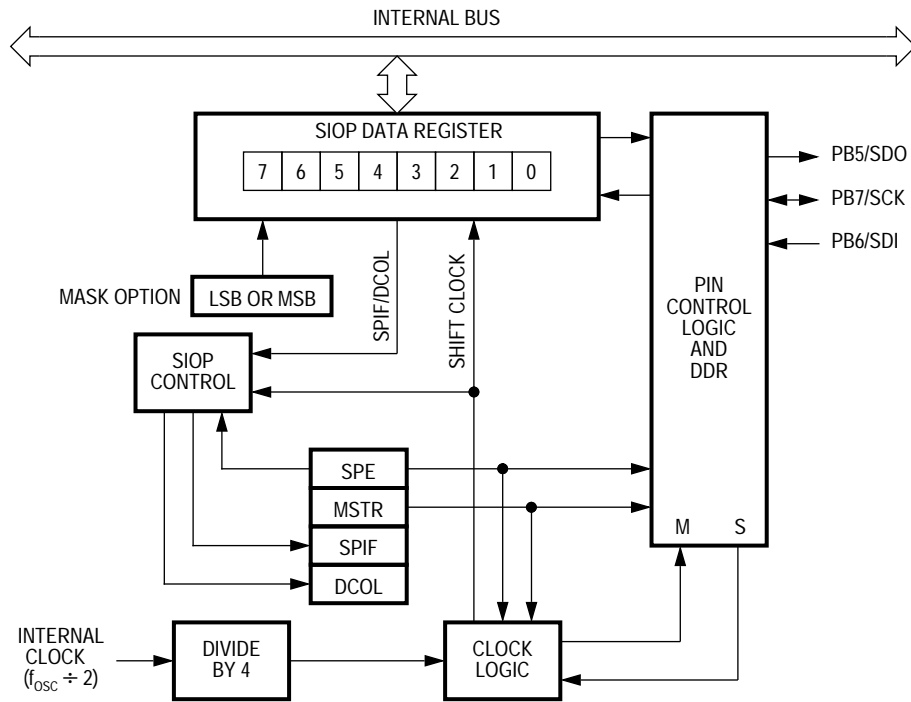 INTERNAL BUS
SIOP DATA REGISTER
7 6 5 4 3 2 1 0
PB5/SDO
PB7/SCK
PB6/SDI
MASK OPTION
LSB OR MSB
SPIF/DCOL
SHIFT CLOCK
PIN
CONTROL
LOGIC
AND
DDR
SIOP
CONTROL
SPE
MSTR
SPIF
DCOL
M S
INTERNAL
CLOCK
(fOSC ÷ 2)
DIVIDE
BY 4
CLOCK
LOGIC